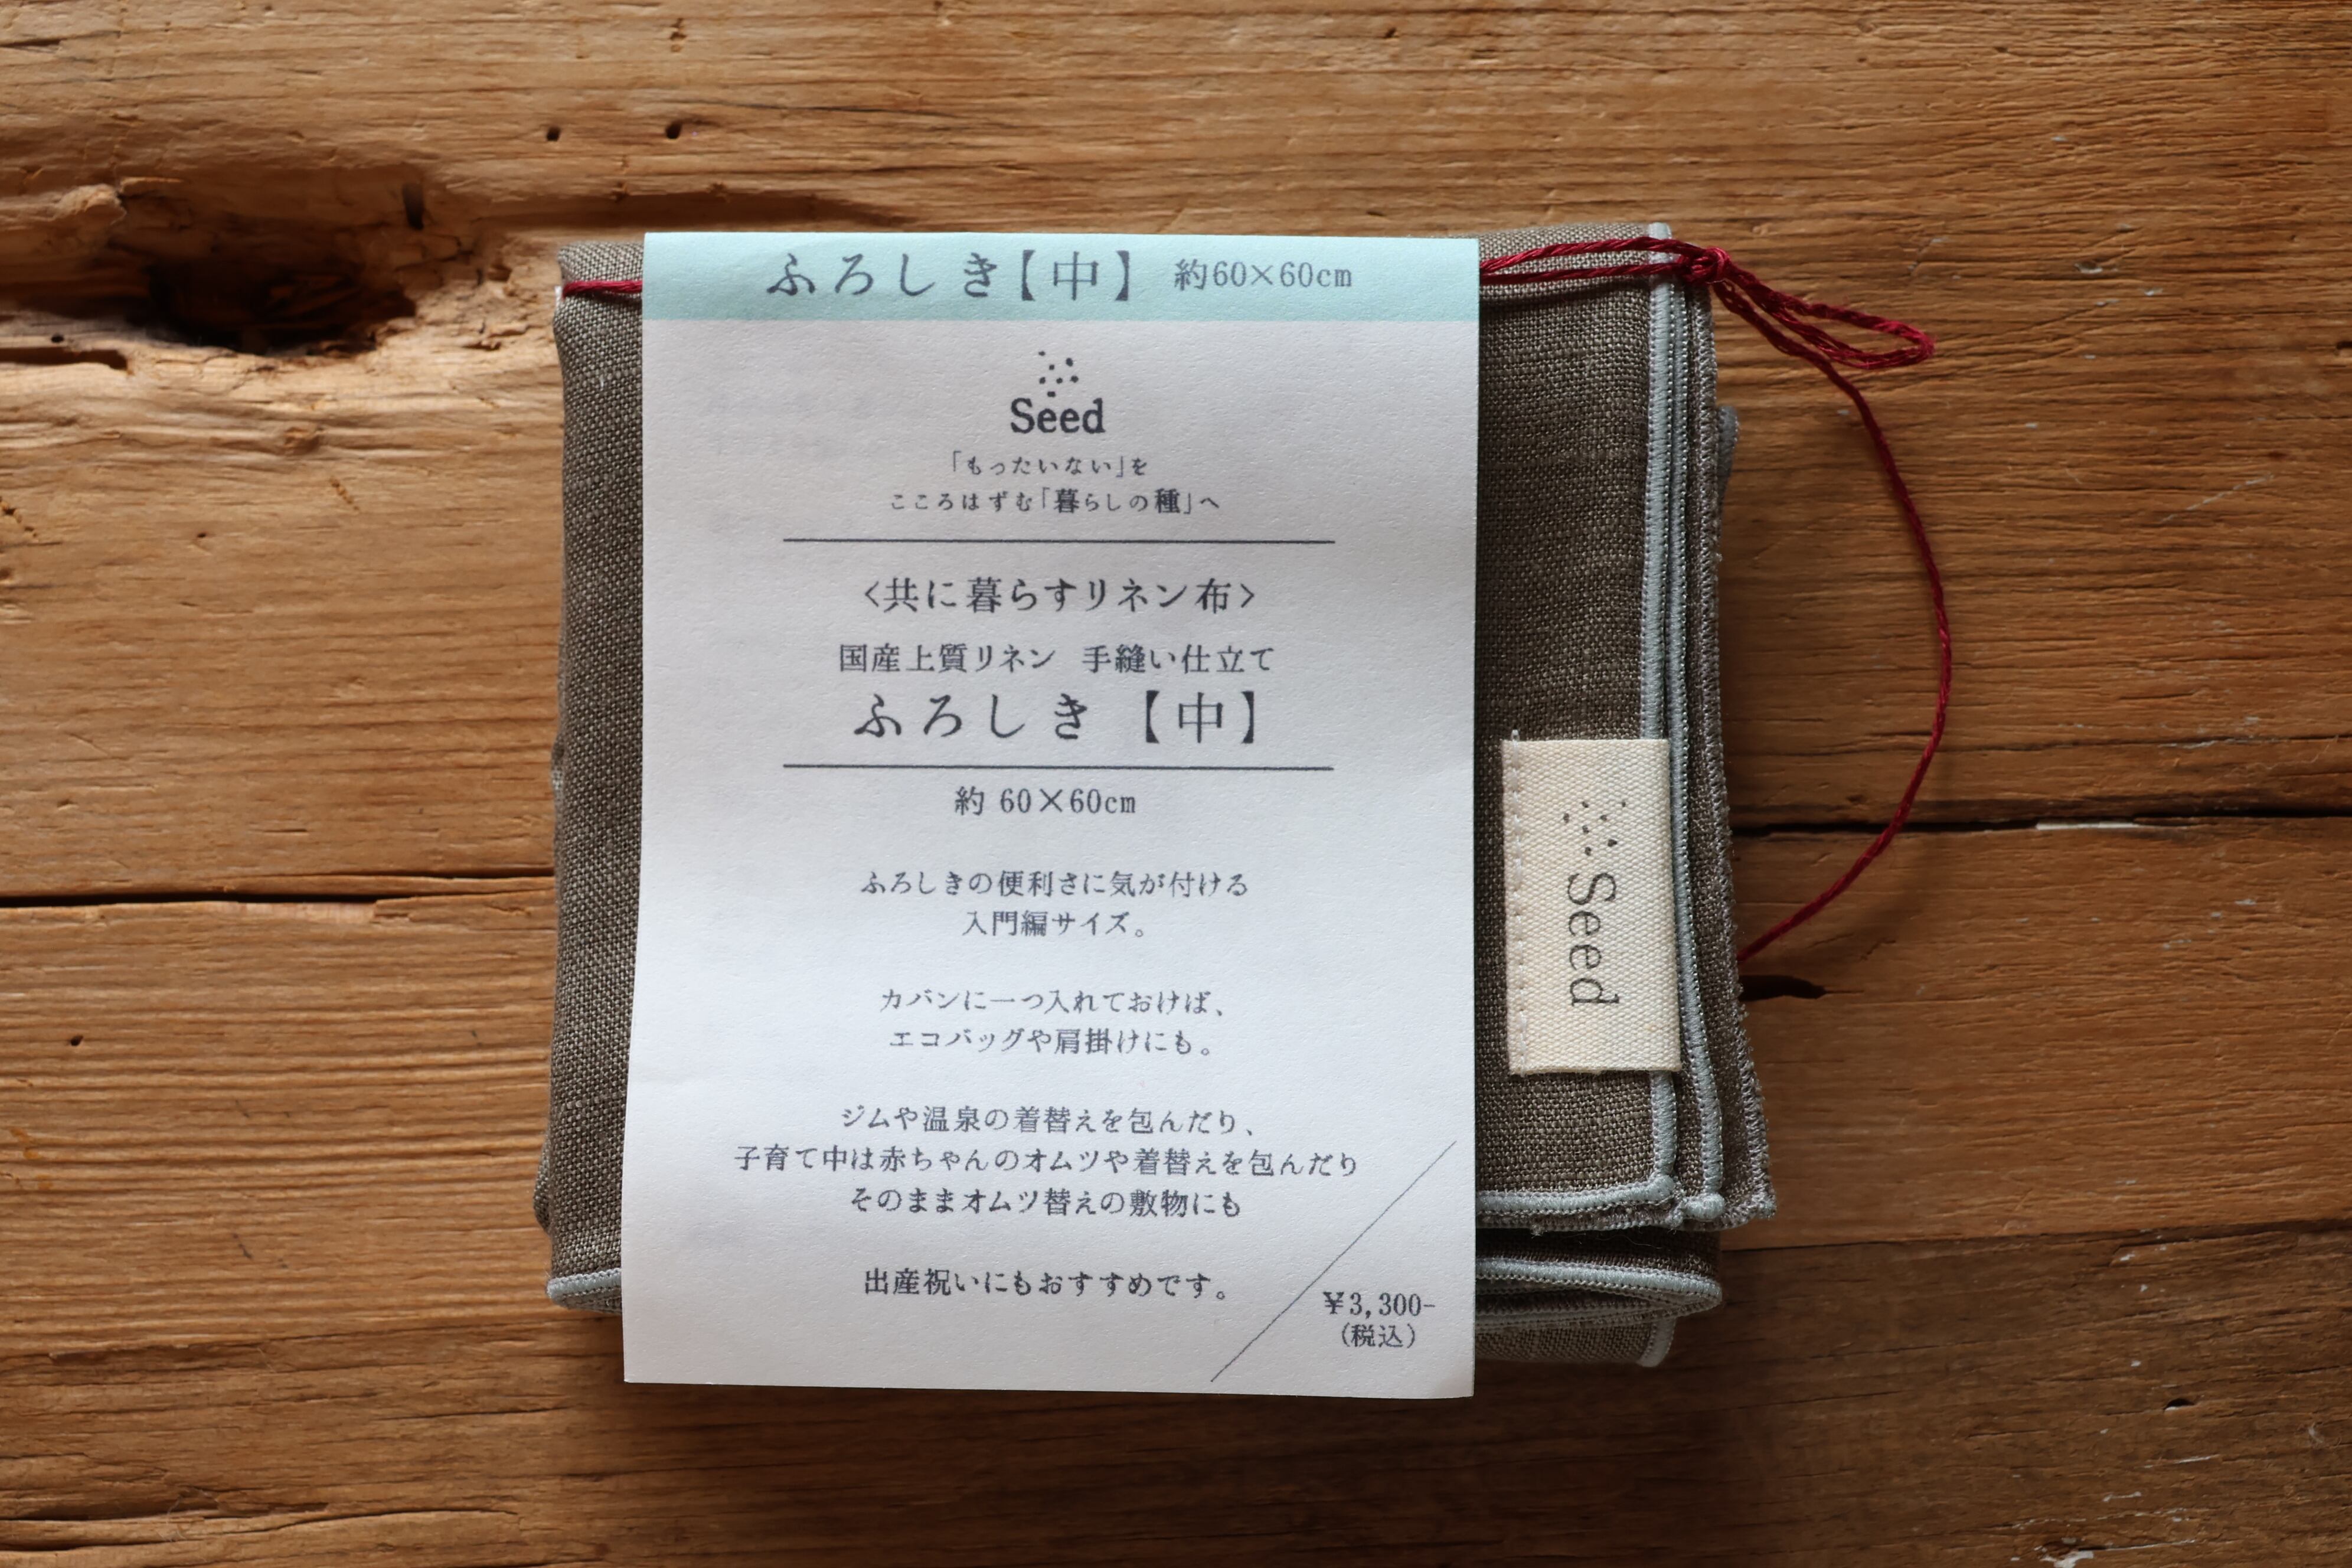 ふろしき【中】 約60×60cm
Seed
「もったいない」を
こころはずむ「暮らしの種」へ
<共に暮らすリネン布>
国産上質リネン 手縫い仕立て
ふろしき【中】
約 60×60cm
ふろしきの便利さに気が付ける
入門編サイズ。
カバンに一つ入れておけば、
エコバッグや肩掛けにも。
ジムや温泉の着替えを包んだり、
子育て中は赤ちゃんのオムツや着替えを包んだり
そのままオムツ替えの敷物にも
出産祝いにもおすすめです。
¥3,300-
(税込)
Seed